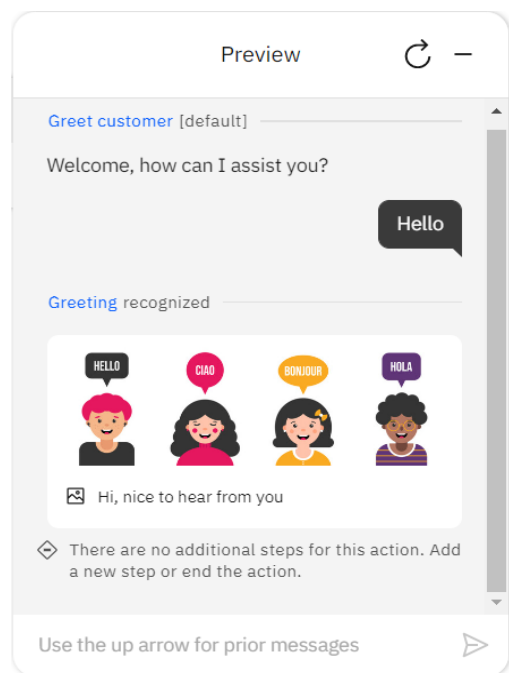 Preview
Greet customer [default]
Welcome, how can I assist you?
Hello
Greeting recognized
HELLO
CIAO
BONJOUR
HOLA
Hi, nice to hear from you
There are no additional steps for this action. Add
a new step or end the action.
Use the up arrow for prior messages